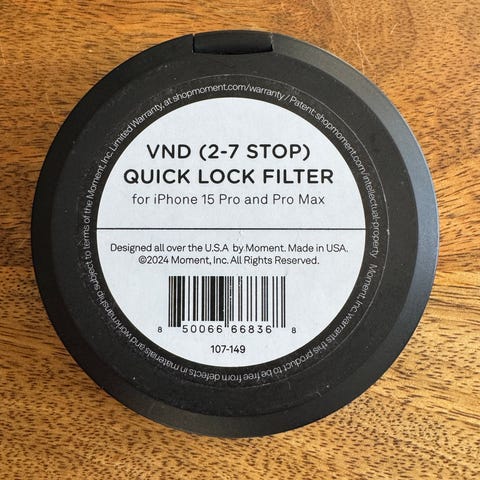 VND (2-7 STOP)
QUICK LOCK FILTER
for iPhone 15 Pro and Pro Max
Designed all over the U.S.A by Moment. Made in USA.
©2024 Moment, Inc. All Rights Reserved.
8 50066 66836 8
107-149
Moment, Inc warrants this product to be free from defects in materials and workmanship subject to terms of the Moment, Inc. Limited Warranty, at shopmoment.com/warranty / Patent: shopmoment.com/intellectual-property